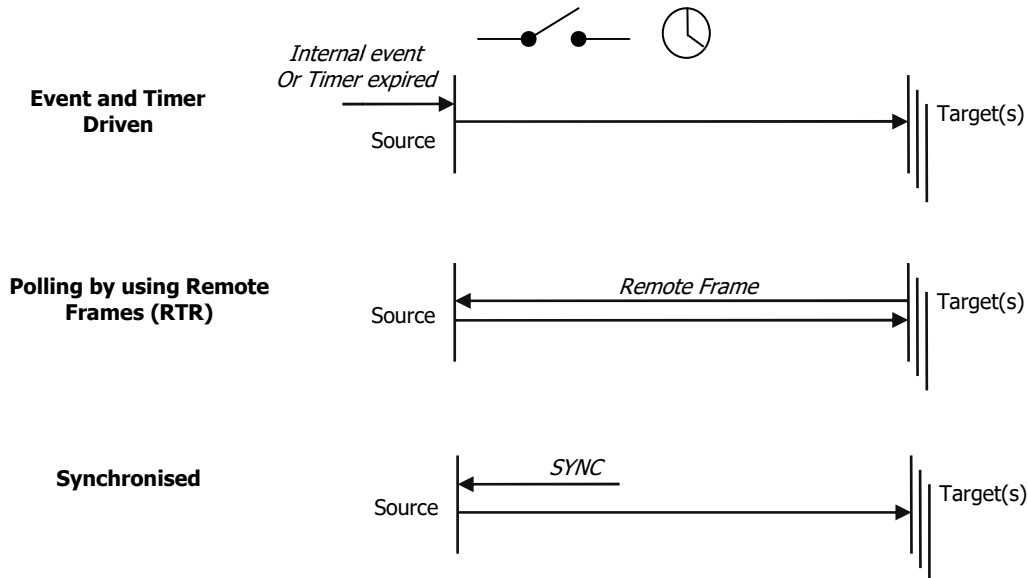 Internal event
Or Timer expired
Event and Timer
Driven
Source
Target(s)
Polling by using Remote
Frames (RTR)
Remote Frame
Source
Target(s)
Synchronised
SYNC
Source
Target(s)